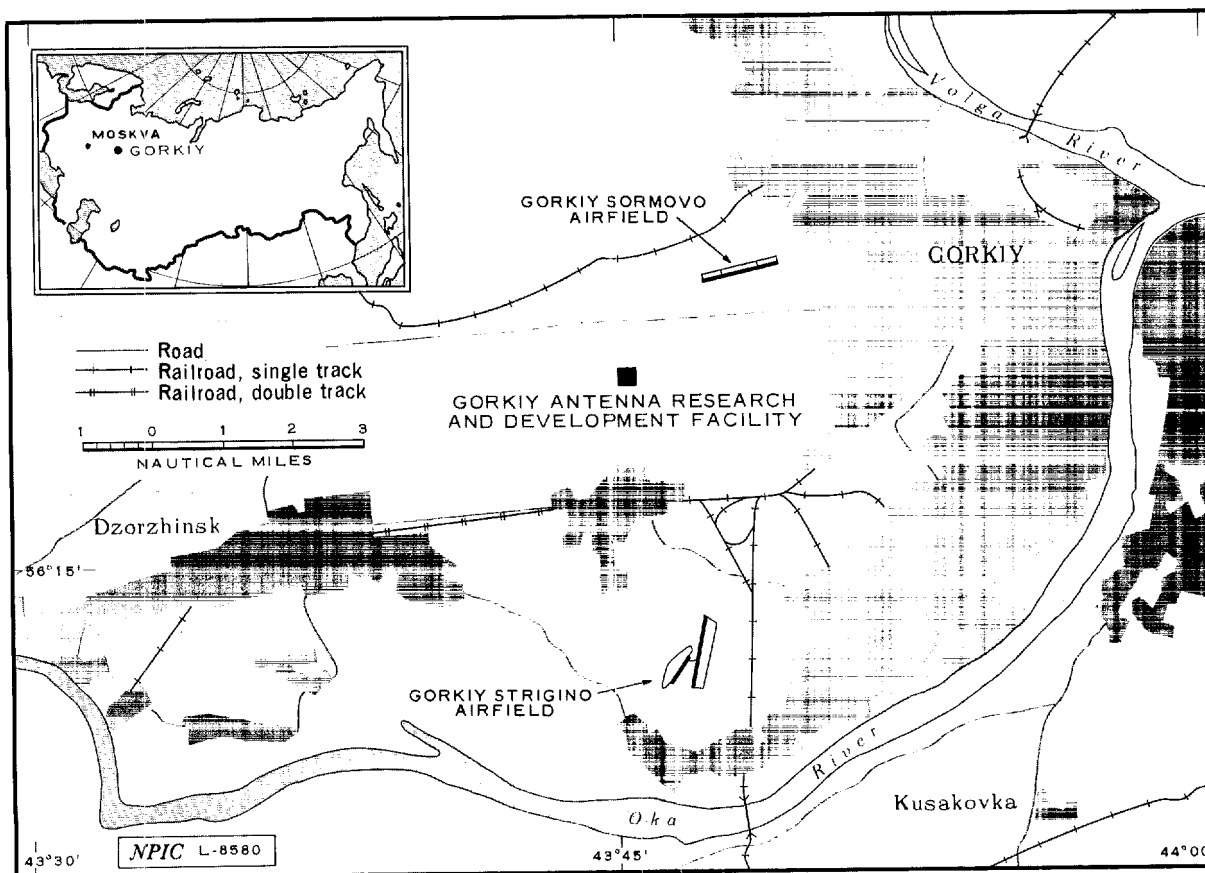 MOSKVA
GORKIY
Volga River
GORKIY SORMOVO
AIRFIELD
GORKIY
Road
Railroad, single track
Railroad, double track
1 0 1 2 3
NAUTICAL MILES
GORKIY ANTENNA RESEARCH
AND DEVELOPMENT FACILITY
Dzorzhinsk
56°15'
GORKIY STRIGINO
AIRFIELD
Oka River
Kusakovka
NPIC L-8580
43°30'
43°45'
44°00'